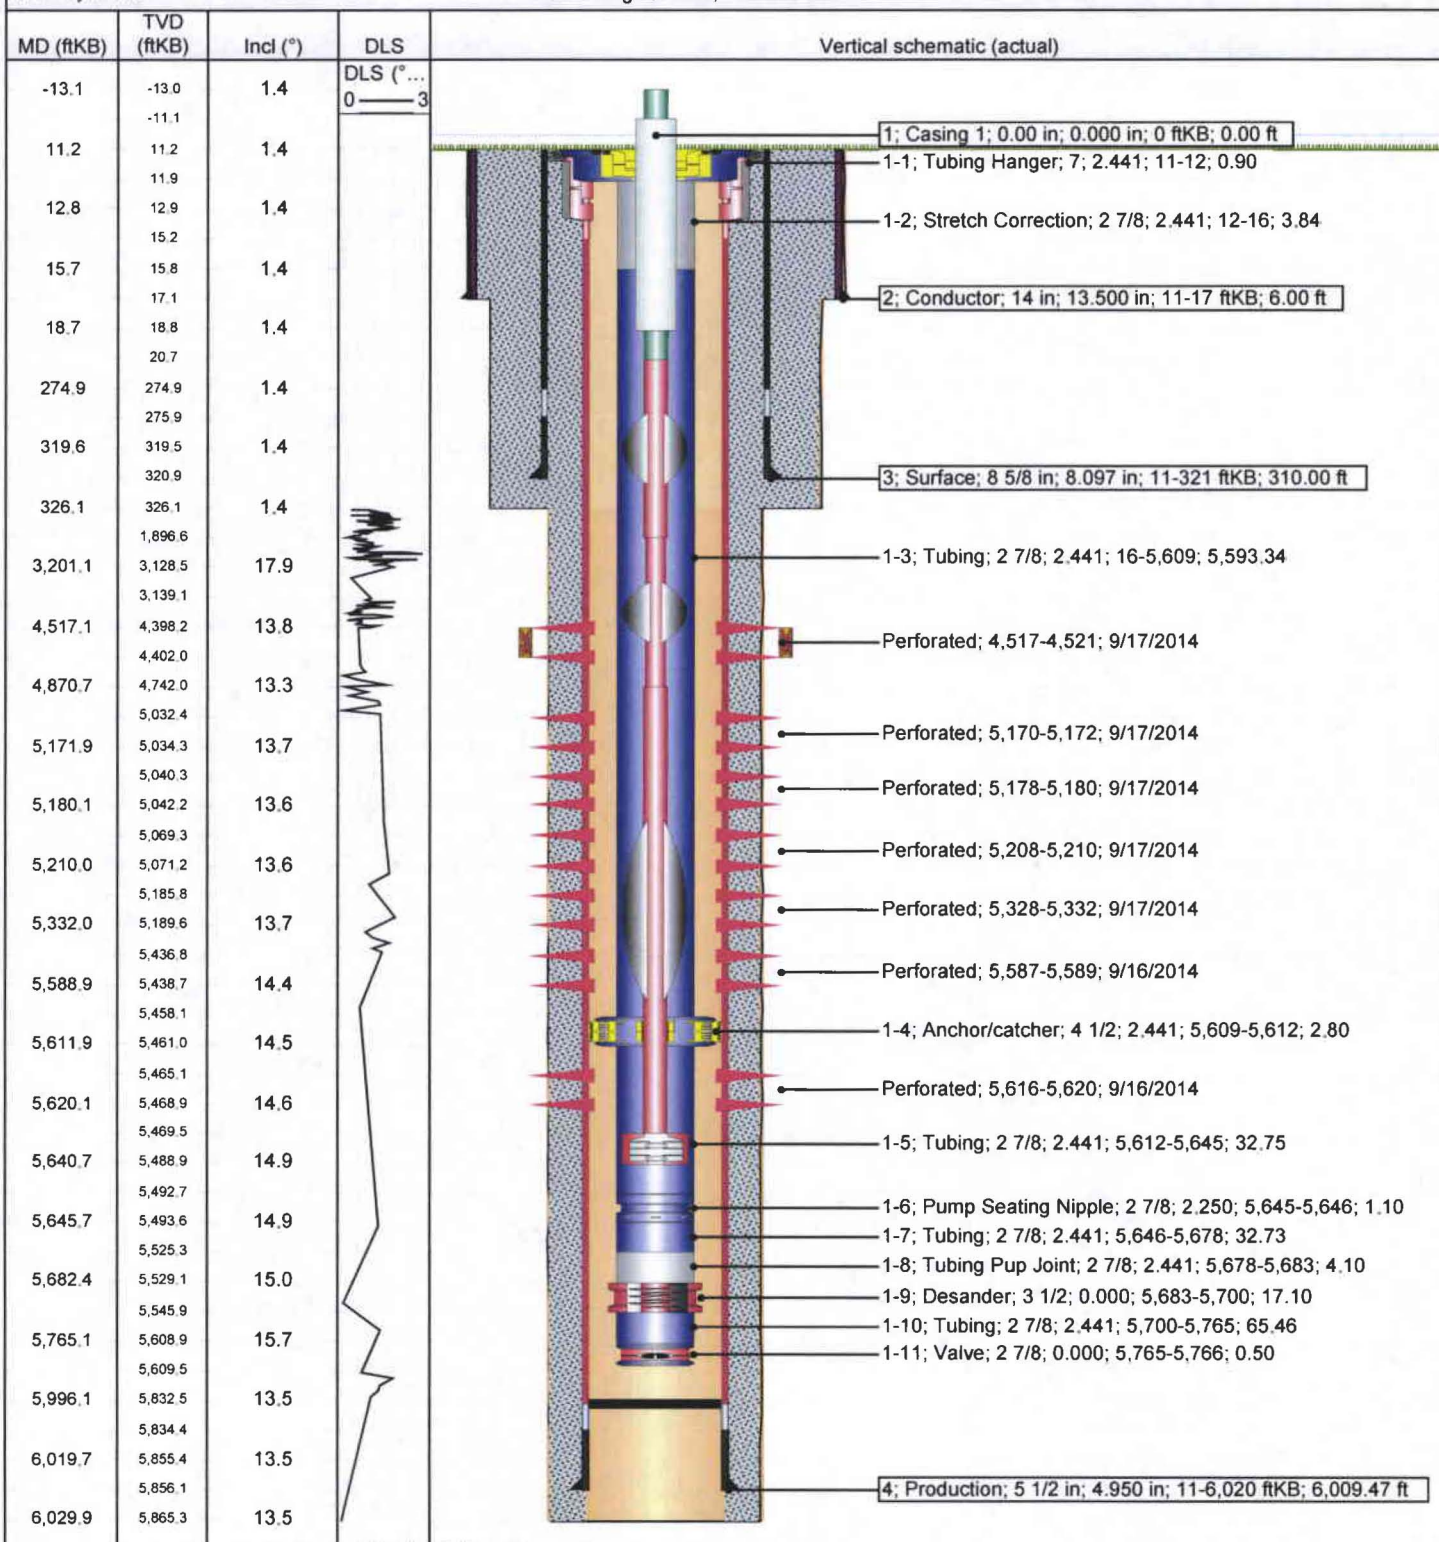 MD (ftKB) TVD (ftKB) Incl (°) DLS Vertical schematic (actual)
DLS (°...
0 3
-13.1 -13.0 1.4
-11.1
1; Casing 1; 0.00 in; 0.000 in; 0 ftKB; 0.00 ft
11.2 11.2 1.4
1-1; Tubing Hanger; 7; 2.441; 11-12; 0.90
11.9
12.8 12.9 1.4
1-2; Stretch Correction; 2 7/8; 2.441; 12-16; 3.84
15.2
15.7 15.8 1.4
17.1
2; Conductor; 14 in; 13.500 in; 11-17 ftKB; 6.00 ft
18.7 18.8 1.4
20.7
274.9 274.9 1.4
275.9
319.6 319.5 1.4
320.9
3; Surface; 8 5/8 in; 8.097 in; 11-321 ftKB; 310.00 ft
326.1 326.1 1.4
1,896.6
1-3; Tubing; 2 7/8; 2.441; 16-5,609; 5,593.34
3,201.1 3,128.5 17.9
3,139.1
4,517.1 4,398.2 13.8
Perforated; 4,517-4,521; 9/17/2014
4,402.0
4,870.7 4,742.0 13.3
5,032.4
Perforated; 5,170-5,172; 9/17/2014
5,171.9 5,034.3 13.7
5,040.3
Perforated; 5,178-5,180; 9/17/2014
5,180.1 5,042.2 13.6
5,069.3
Perforated; 5,208-5,210; 9/17/2014
5,210.0 5,071.2 13.6
5,185.8
Perforated; 5,328-5,332; 9/17/2014
5,332.0 5,189.6 13.7
5,436.8
Perforated; 5,587-5,589; 9/16/2014
5,588.9 5,438.7 14.4
5,458.1
1-4; Anchor/catcher; 4 1/2; 2.441; 5,609-5,612; 2.80
5,611.9 5,461.0 14.5
5,465.1
Perforated; 5,616-5,620; 9/16/2014
5,620.1 5,468.9 14.6
5,469.5
1-5; Tubing; 2 7/8; 2.441; 5,612-5,645; 32.75
5,640.7 5,488.9 14.9
5,492.7
1-6; Pump Seating Nipple; 2 7/8; 2.250; 5,645-5,646; 1.10
5,645.7 5,493.6 14.9
1-7; Tubing; 2 7/8; 2.441; 5,646-5,678; 32.73
5,525.3
1-8; Tubing Pup Joint; 2 7/8; 2.441; 5,678-5,683; 4.10
5,682.4 5,529.1 15.0
1-9; Desander; 3 1/2; 0.000; 5,683-5,700; 17.10
5,545.9
1-10; Tubing; 2 7/8; 2.441; 5,700-5,765; 65.46
5,765.1 5,608.9 15.7
1-11; Valve; 2 7/8; 0.000; 5,765-5,766; 0.50
5,609.5
5,996.1 5,832.5 13.5
5,834.4
6,019.7 5,855.4 13.5
5,856.1
4; Production; 5 1/2 in; 4.950 in; 11-6,020 ftKB; 6,009.47 ft
6,029.9 5,865.3 13.5